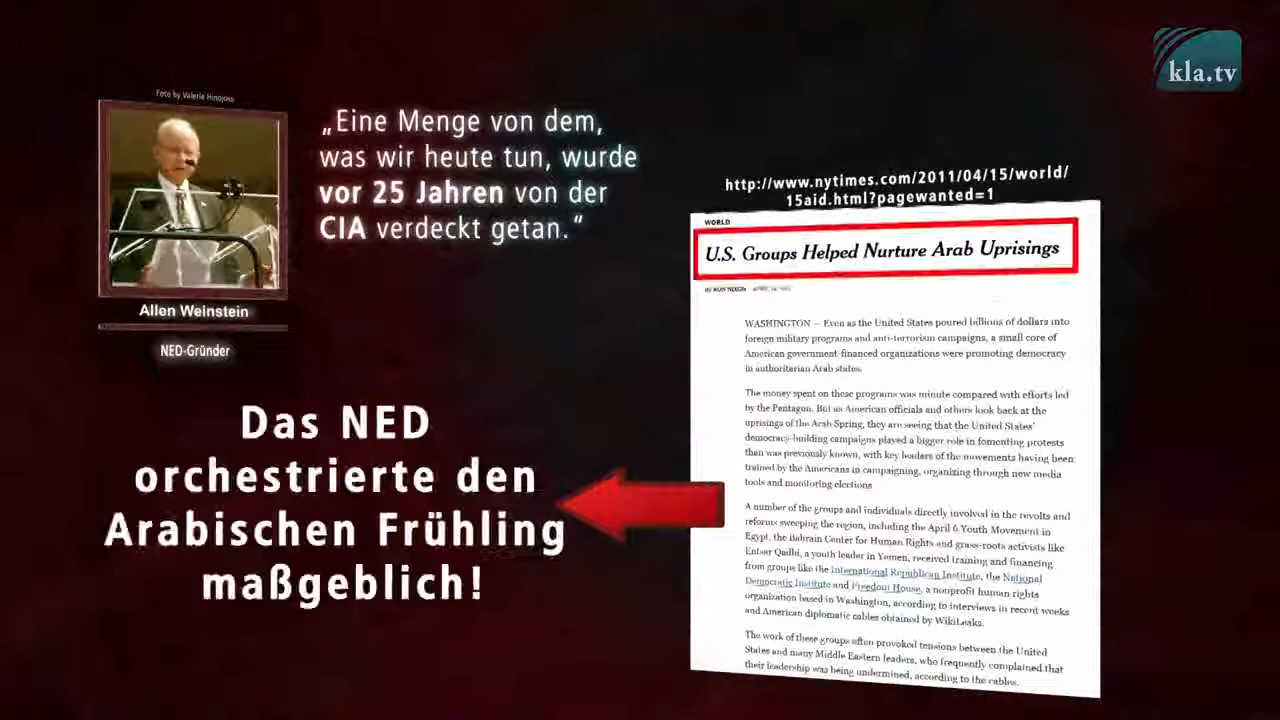 kla.tv
Foto by Valerie Hinojosa
Allen Weinstein
NED-Gründer
„Eine Menge von dem,
was wir heute tun, wurde
vor 25 Jahren von der
CIA verdeckt getan.“
Das NED
orchestrierte den
Arabischen Frühling
maßgeblich!
http://www.nytimes.com/2011/04/15/world/
15aid.html?pagewanted=1
WORLD
U.S. Groups Helped Nurture Arab Uprisings
BY RON NIXON APRIL 14, 2011
WASHINGTON — Even as the United States poured billions of dollars into
foreign military programs and anti-terrorism campaigns, a small core of
American government-financed organizations were promoting democracy
in authoritarian Arab states.
The money spent on these programs was minute compared with efforts led
by the Pentagon. But as American officials and others look back at the
uprisings of the Arab Spring, they are seeing that the United States’
democracy-building campaigns played a bigger role in fomenting protests
than was previously known, with key leaders of the movements having been
trained by the Americans in campaigning, organizing through new media
tools and monitoring elections
A number of the groups and individuals directly involved in the revolts and
reforms sweeping the region, including the April 6 Youth Movement in
Egypt, the Bahrain Center for Human Rights and grass-roots activists like
Entsar Qadhi, a youth leader in Yemen, received training and financing
from groups like the International Republican Institute, the National
Democratic Institute and Freedom House, a nonprofit human rights
organization based in Washington, according to interviews in recent weeks
and American diplomatic cables obtained by WikiLeaks.
The work of these groups often provoked tensions between the United
States and many Middle Eastern leaders, who frequently complained that
their leadership was being undermined, according to the cables.